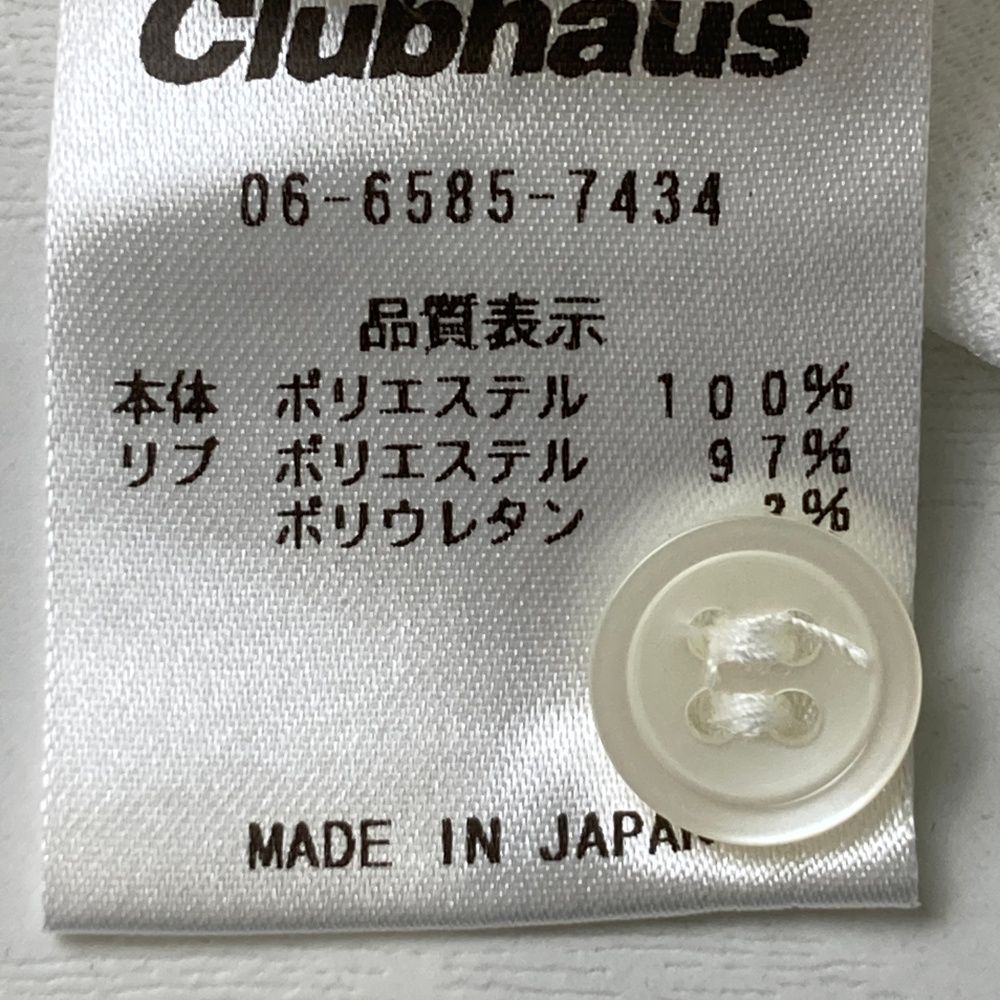 Clubhaus
06-6585-7434
品質表示
本体 ポリエステル 100%
リブ ポリエステル 97%
ポリウレタン 3%
MADE IN JAPAN